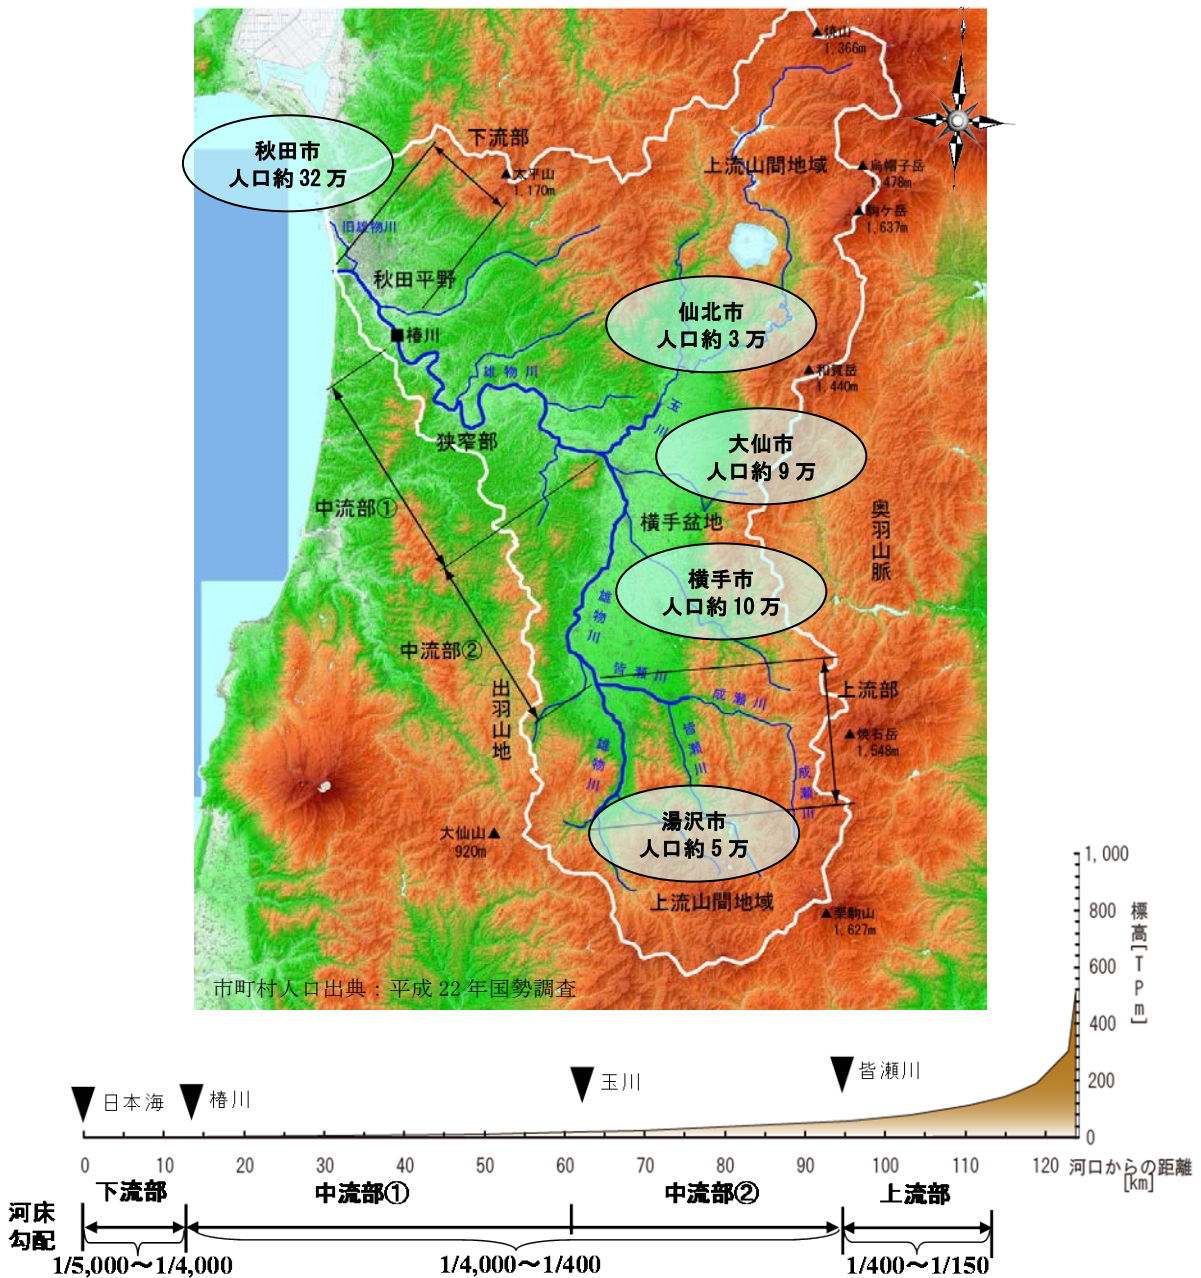 焼山
1,366m
秋田市
人口約 32 万
下流部
太平山
1,170m
上流山間地域
烏帽子岳
1,478m
駒ケ岳
1,637m
旧雄物川
秋田平野
仙北市
人口約 3 万
椿川
雄物川
和賀岳
1,440m
玉川
狭窄部
大仙市
人口約 9 万
中流部①
横手盆地
奥羽山脈
横手市
人口約 10 万
雄物川
中流部②
皆瀬川
成瀬川
上流部
出羽山地
皆瀬川
焼石岳
1,548m
雄物川
成瀬川
湯沢市
人口約 5 万
大仙山
920m
上流山間地域
栗駒山
1,627m
市町村人口出典：平成 22 年国勢調査
1,000
800
600
400
200
0
標高[TPm]
日本海
椿川
玉川
皆瀬川
0 10 20 30 40 50 60 70 80 90 100 110 120 河口からの距離
[km]
下流部 中流部① 中流部② 上流部
河床
勾配
1/5,000～1/4,000 1/4,000～1/400 1/400～1/150